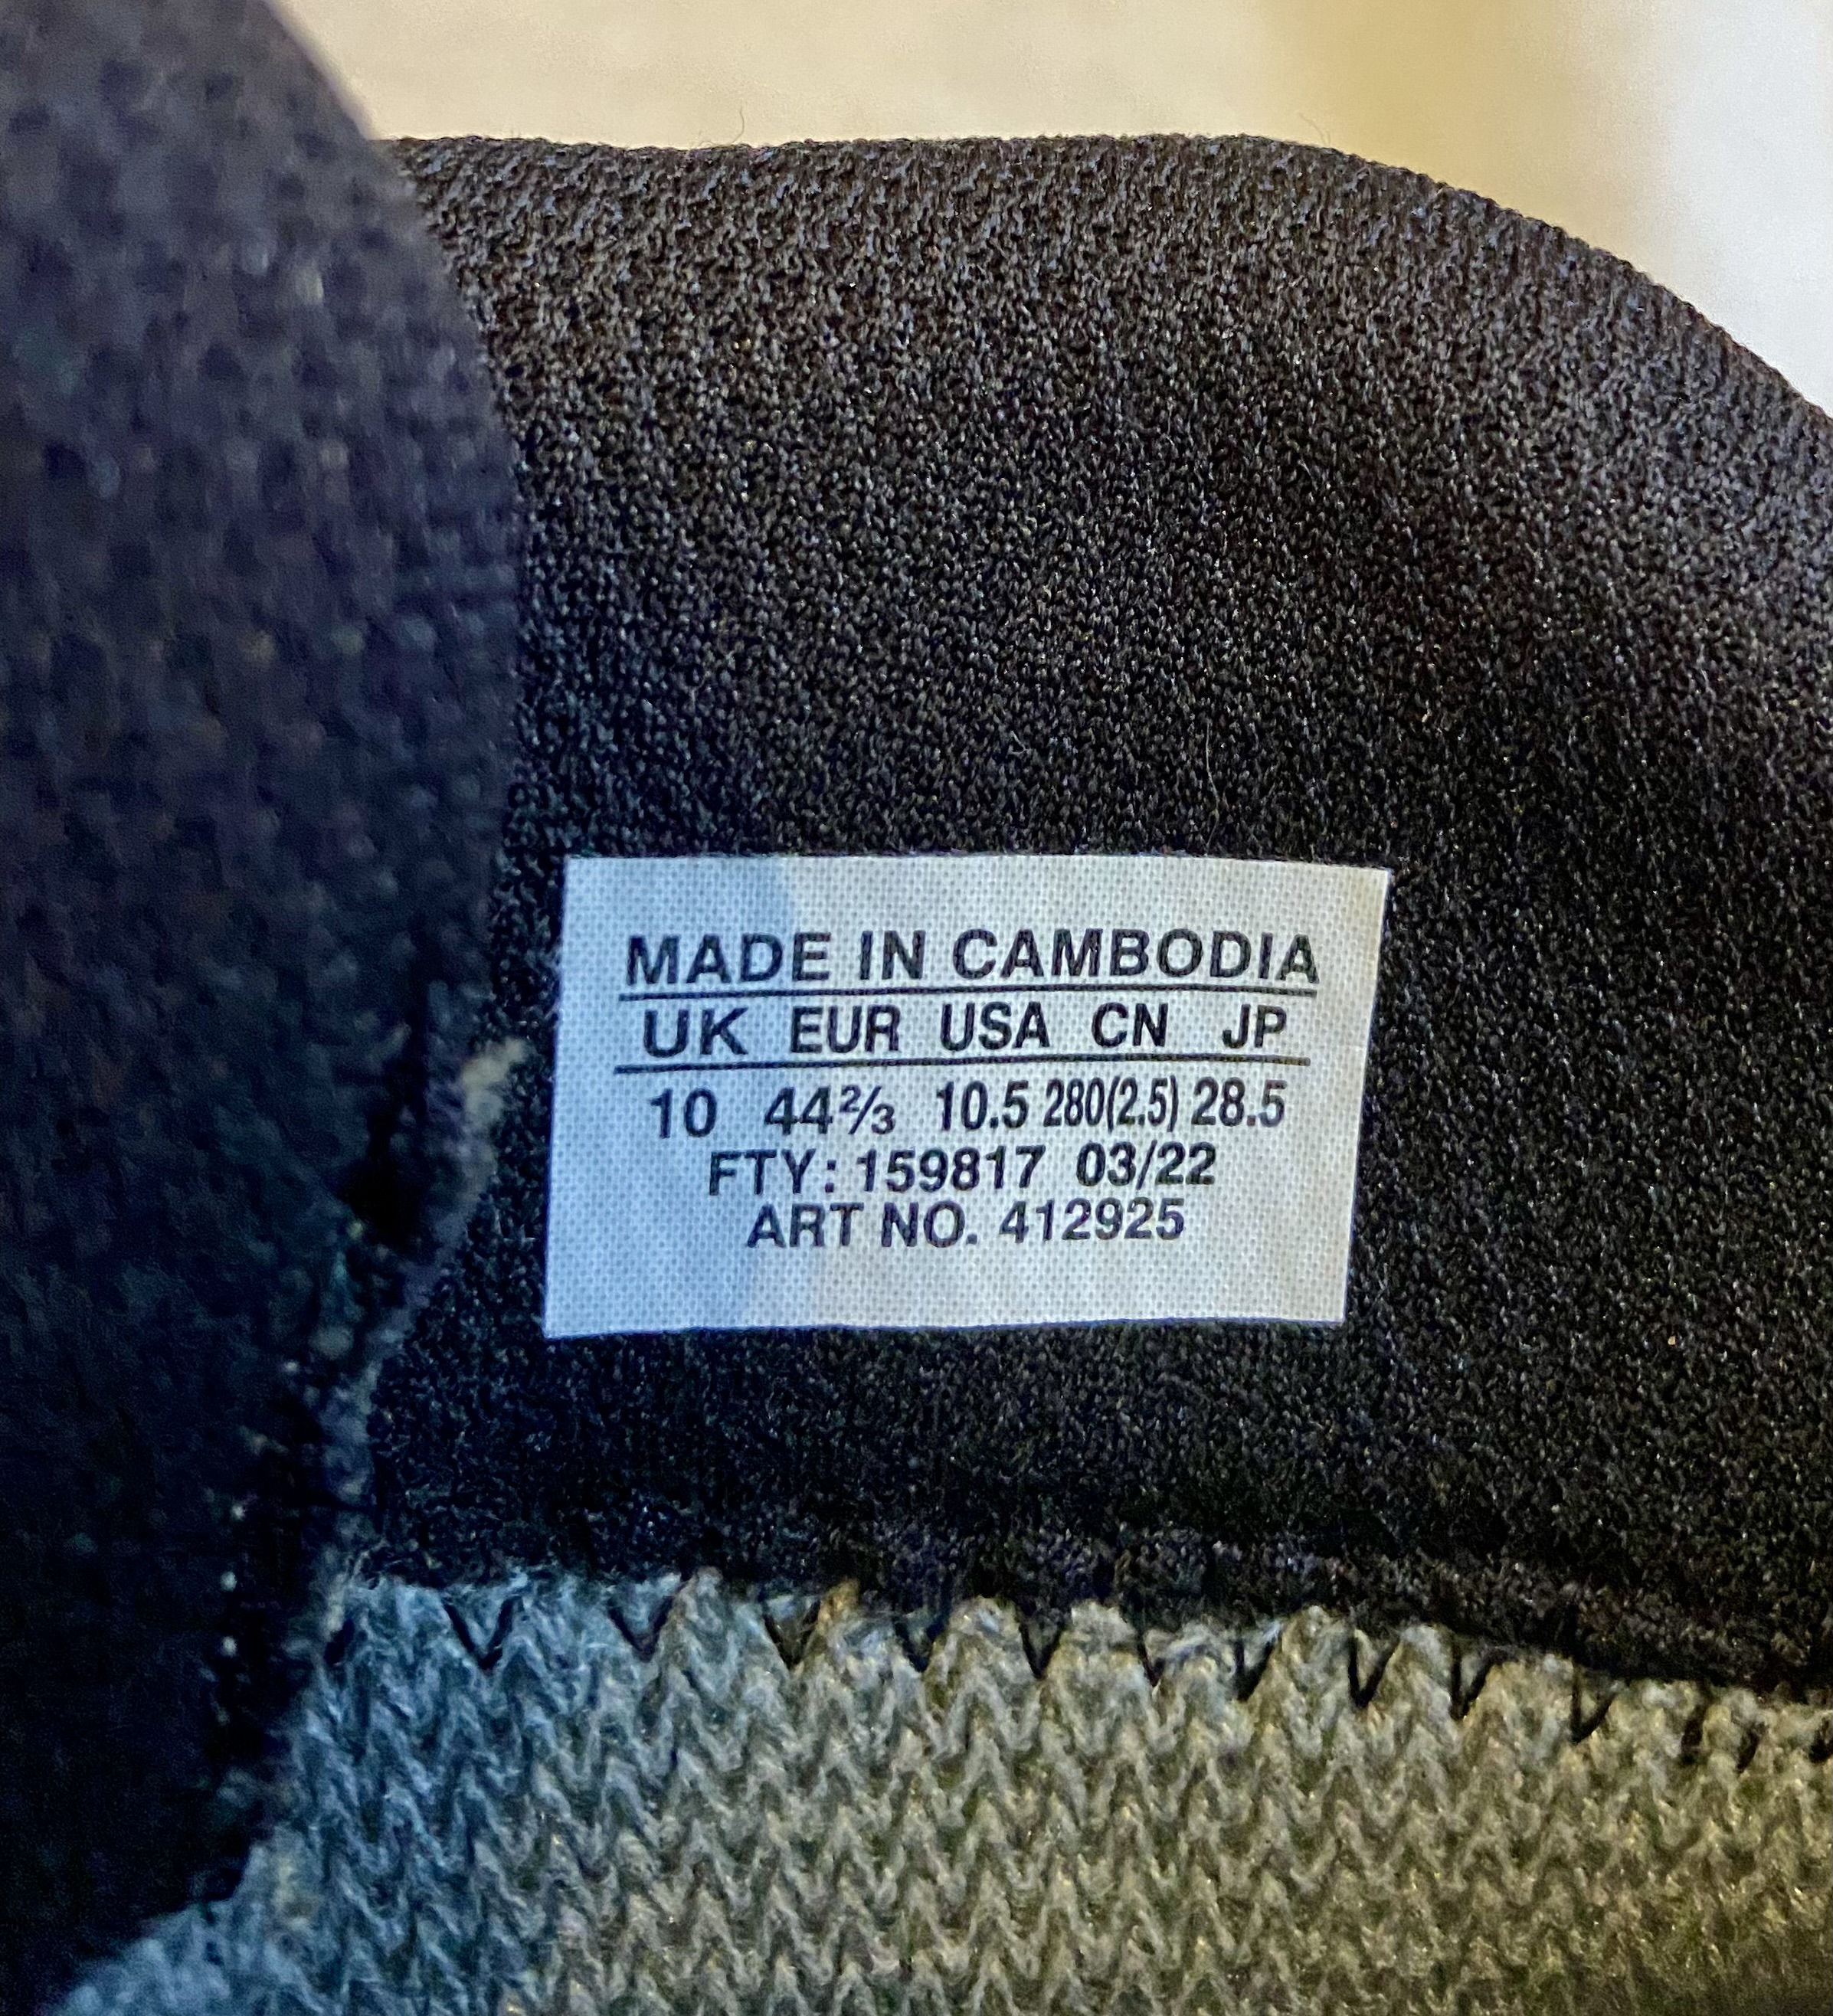 MADE IN CAMBODIA
UK EUR USA CN JP
10 44⅔ 10.5 280(2.5) 28.5
FTY: 159817 03/22
ART NO. 412925